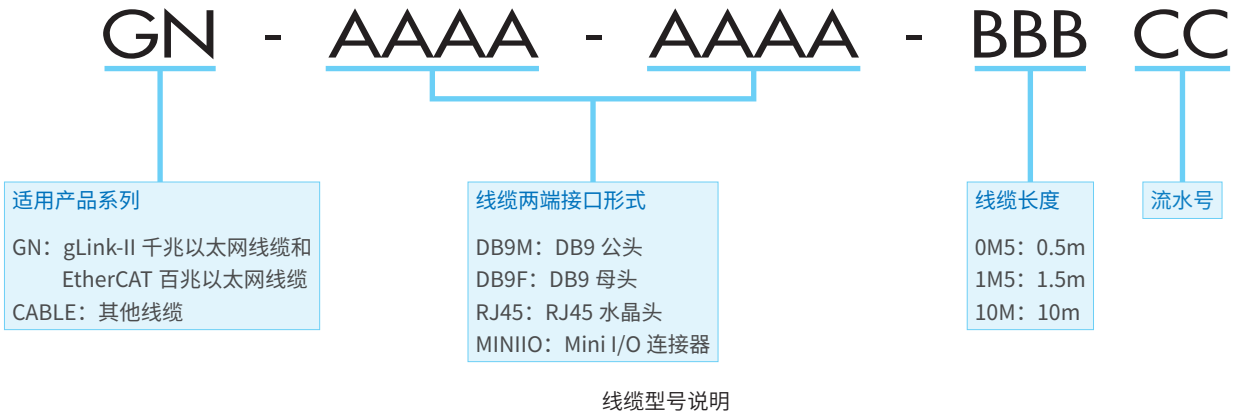 GN - AAAA - AAAA - BBB CC
适用产品系列
GN：gLink-II 千兆以太网线缆和
EtherCAT 百兆以太网线缆
CABLE：其他线缆
线缆两端接口形式
DB9M：DB9 公头
DB9F：DB9 母头
RJ45：RJ45 水晶头
MINIIO：Mini I/O 连接器
线缆长度
0M5：0.5m
1M5：1.5m
10M：10m
流水号
线缆型号说明